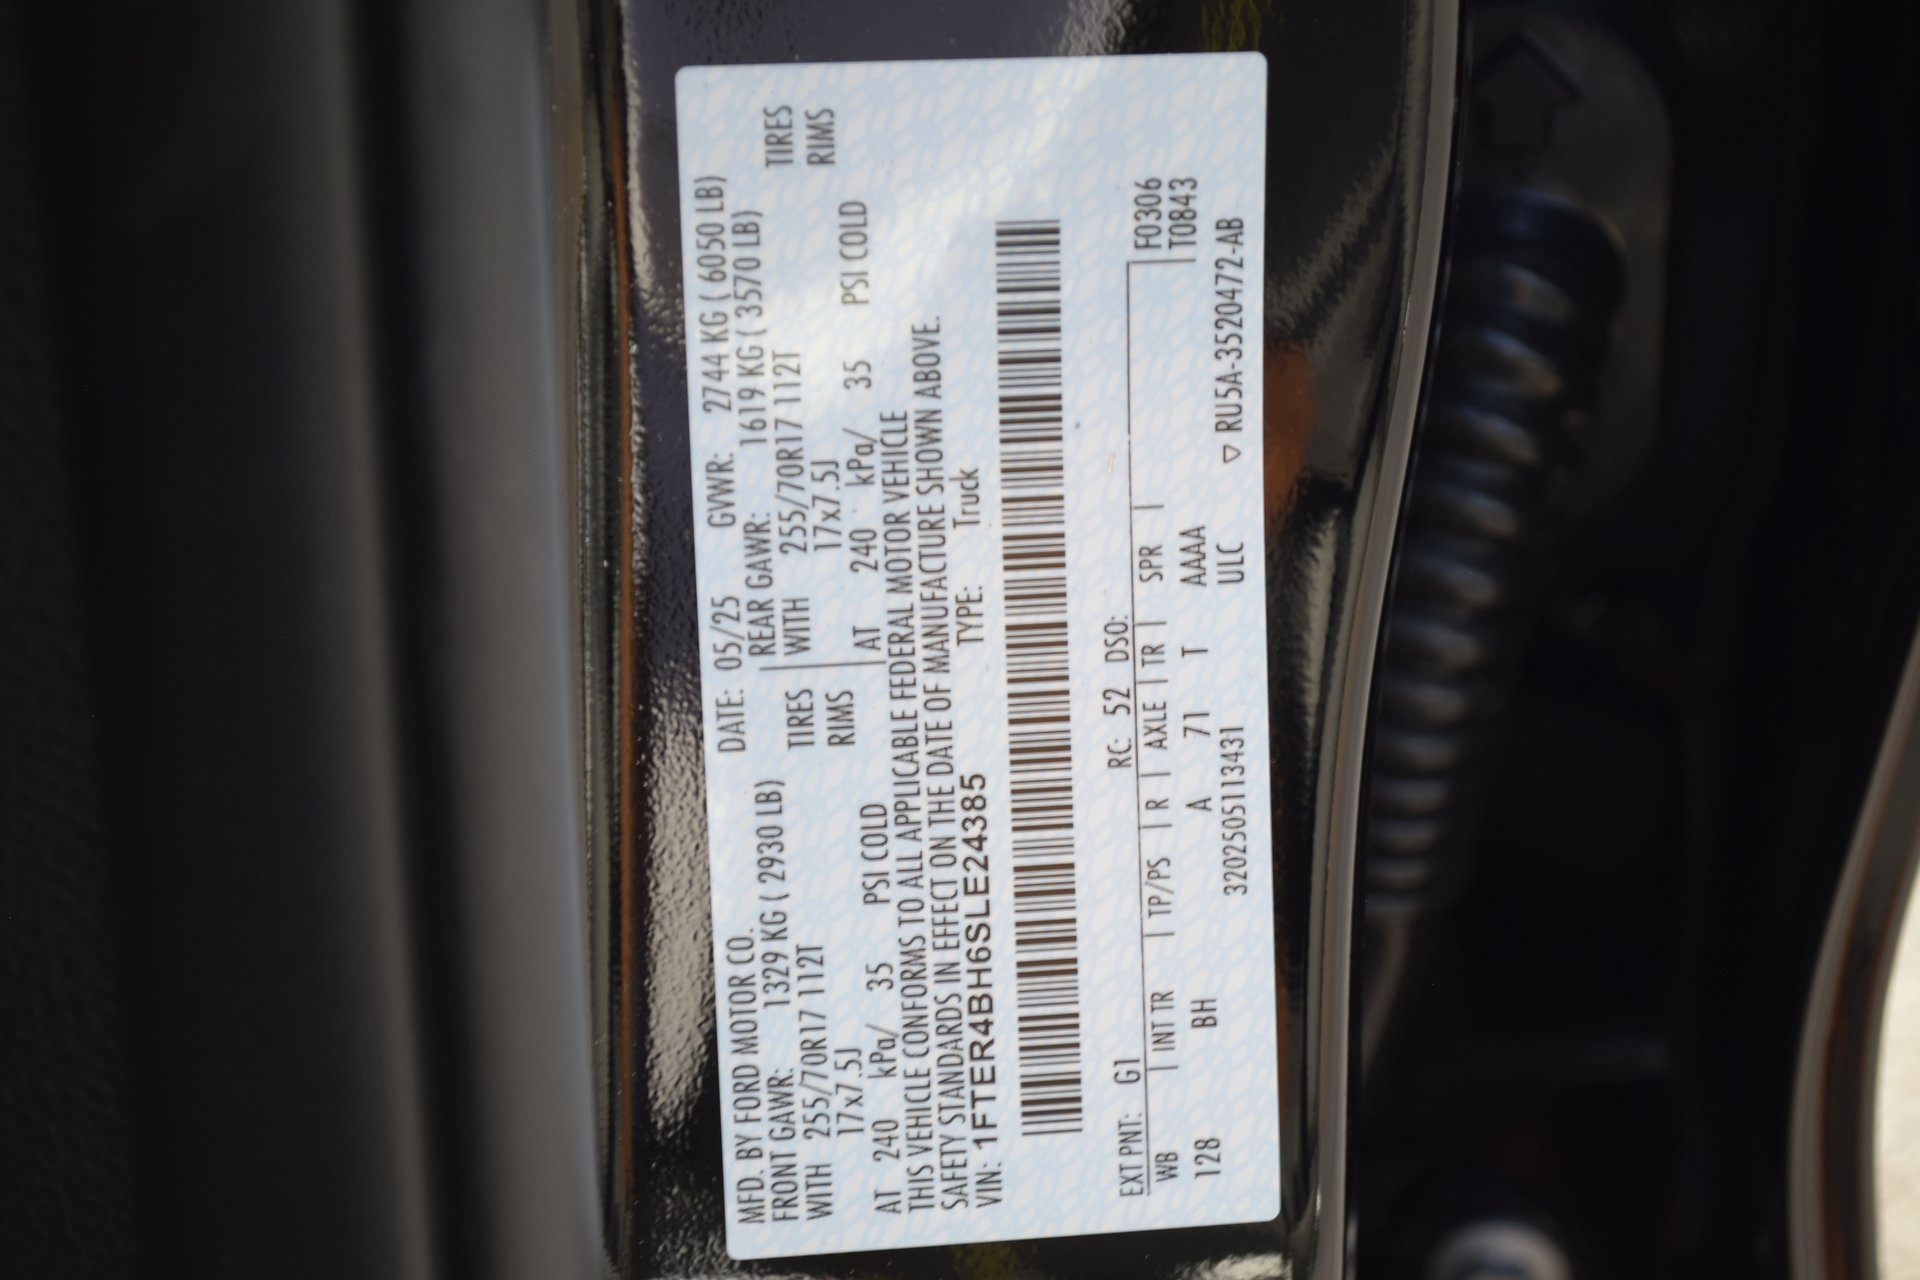 MFD. BY FORD MOTOR CO. DATE: 05/25 GVWR: 2744 KG ( 6050 LB)
FRONT GAWR: 1329 KG ( 2930 LB) REAR GAWR: 1619 KG ( 3570 LB)
WITH 255/70R17 112T TIRES WITH 255/70R17 112T TIRES
17x7.5J RIMS 17x7.5J RIMS
AT 240 kPa/ 35 PSI COLD AT 240 kPa/ 35 PSI COLD
THIS VEHICLE CONFORMS TO ALL APPLICABLE FEDERAL MOTOR VEHICLE
SAFETY STANDARDS IN EFFECT ON THE DATE OF MANUFACTURE SHOWN ABOVE.
VIN: 1FTER4BH6SLE24385 TYPE: Truck
EXT PNT: G1 RC: 52 DSO: F0306
WB INT TR TP/PS R AXLE TR SPR T0843
128 BH A 71 T AAAA
3202505113431 ULC ▽ RU5A-3520472-AB